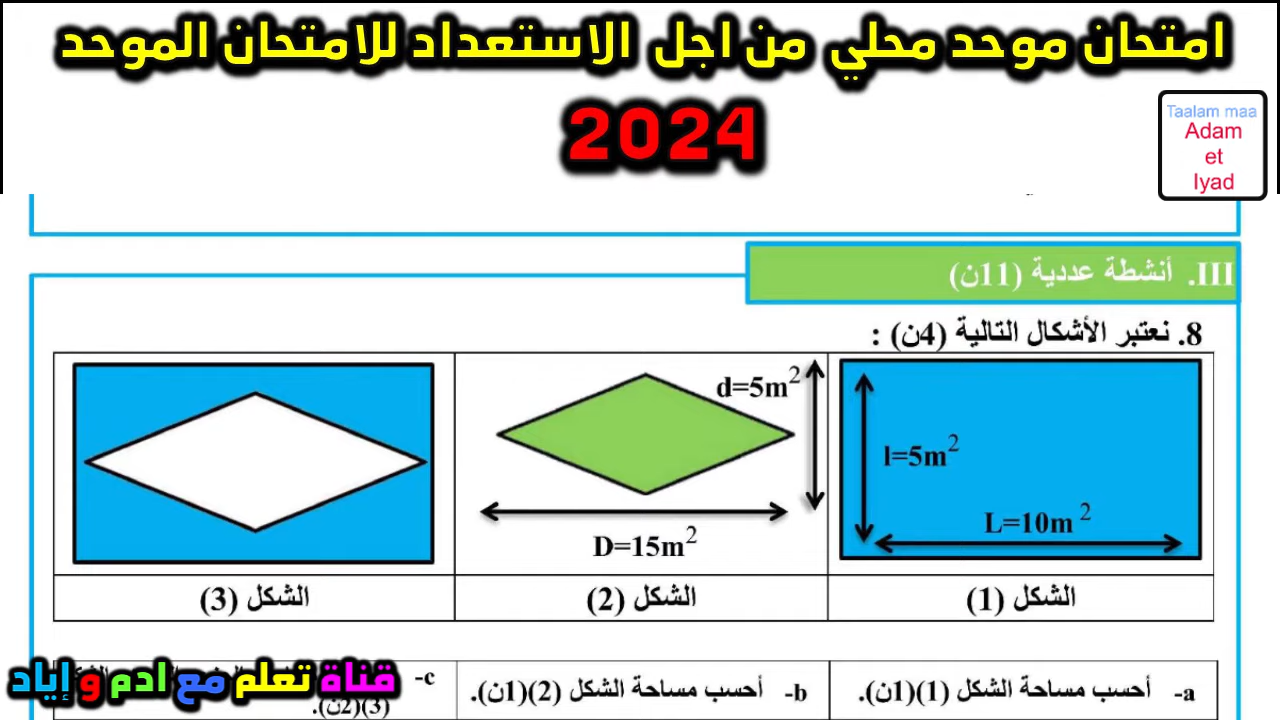 امتحان موحد محلي من اجل الاستعداد للامتحان الموحد
2024
Taalam maa
Adam
et
Iyad
III. أنشطة عددية (11ن)
8. نعتبر الأشكال التالية (4ن) :
l=5m²
L=10m ²
d=5m²
D=15m²
الشكل (1)
الشكل (2)
الشكل (3)
a- أحسب مساحة الشكل (1)(1ن).
b- أحسب مساحة الشكل (2)(1ن).
c-
(3)(2ن).
قناة تعلم مع ادم و إياد